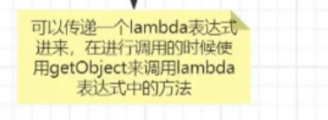 可以传递一个lambda表达式
进来，在进行调用的时候使
用getObject来调用lambda
表达式中的方法